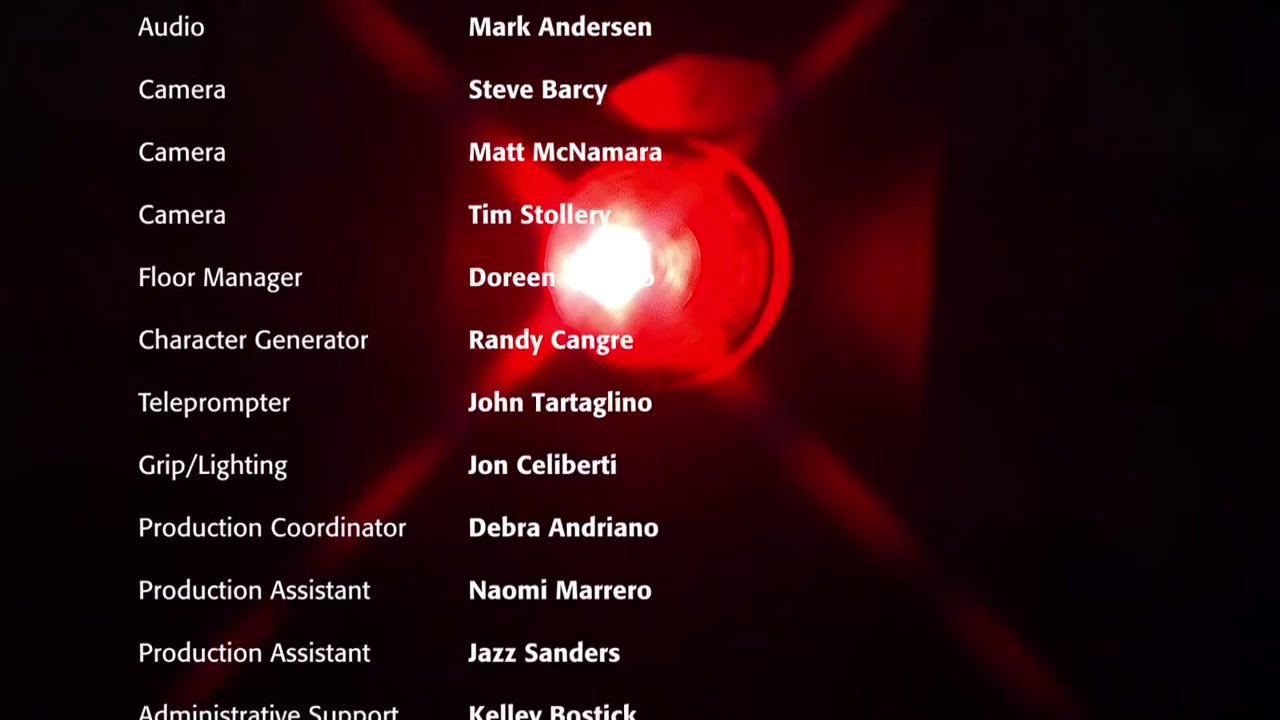 Audio Mark Andersen
Camera Steve Barcy
Camera Matt McNamara
Camera Tim Stollery
Floor Manager Doreen
Character Generator Randy Cangre
Teleprompter John Tartaglino
Grip/Lighting Jon Celiberti
Production Coordinator Debra Andriano
Production Assistant Naomi Marrero
Production Assistant Jazz Sanders
Administrative Support Kelley Bostick